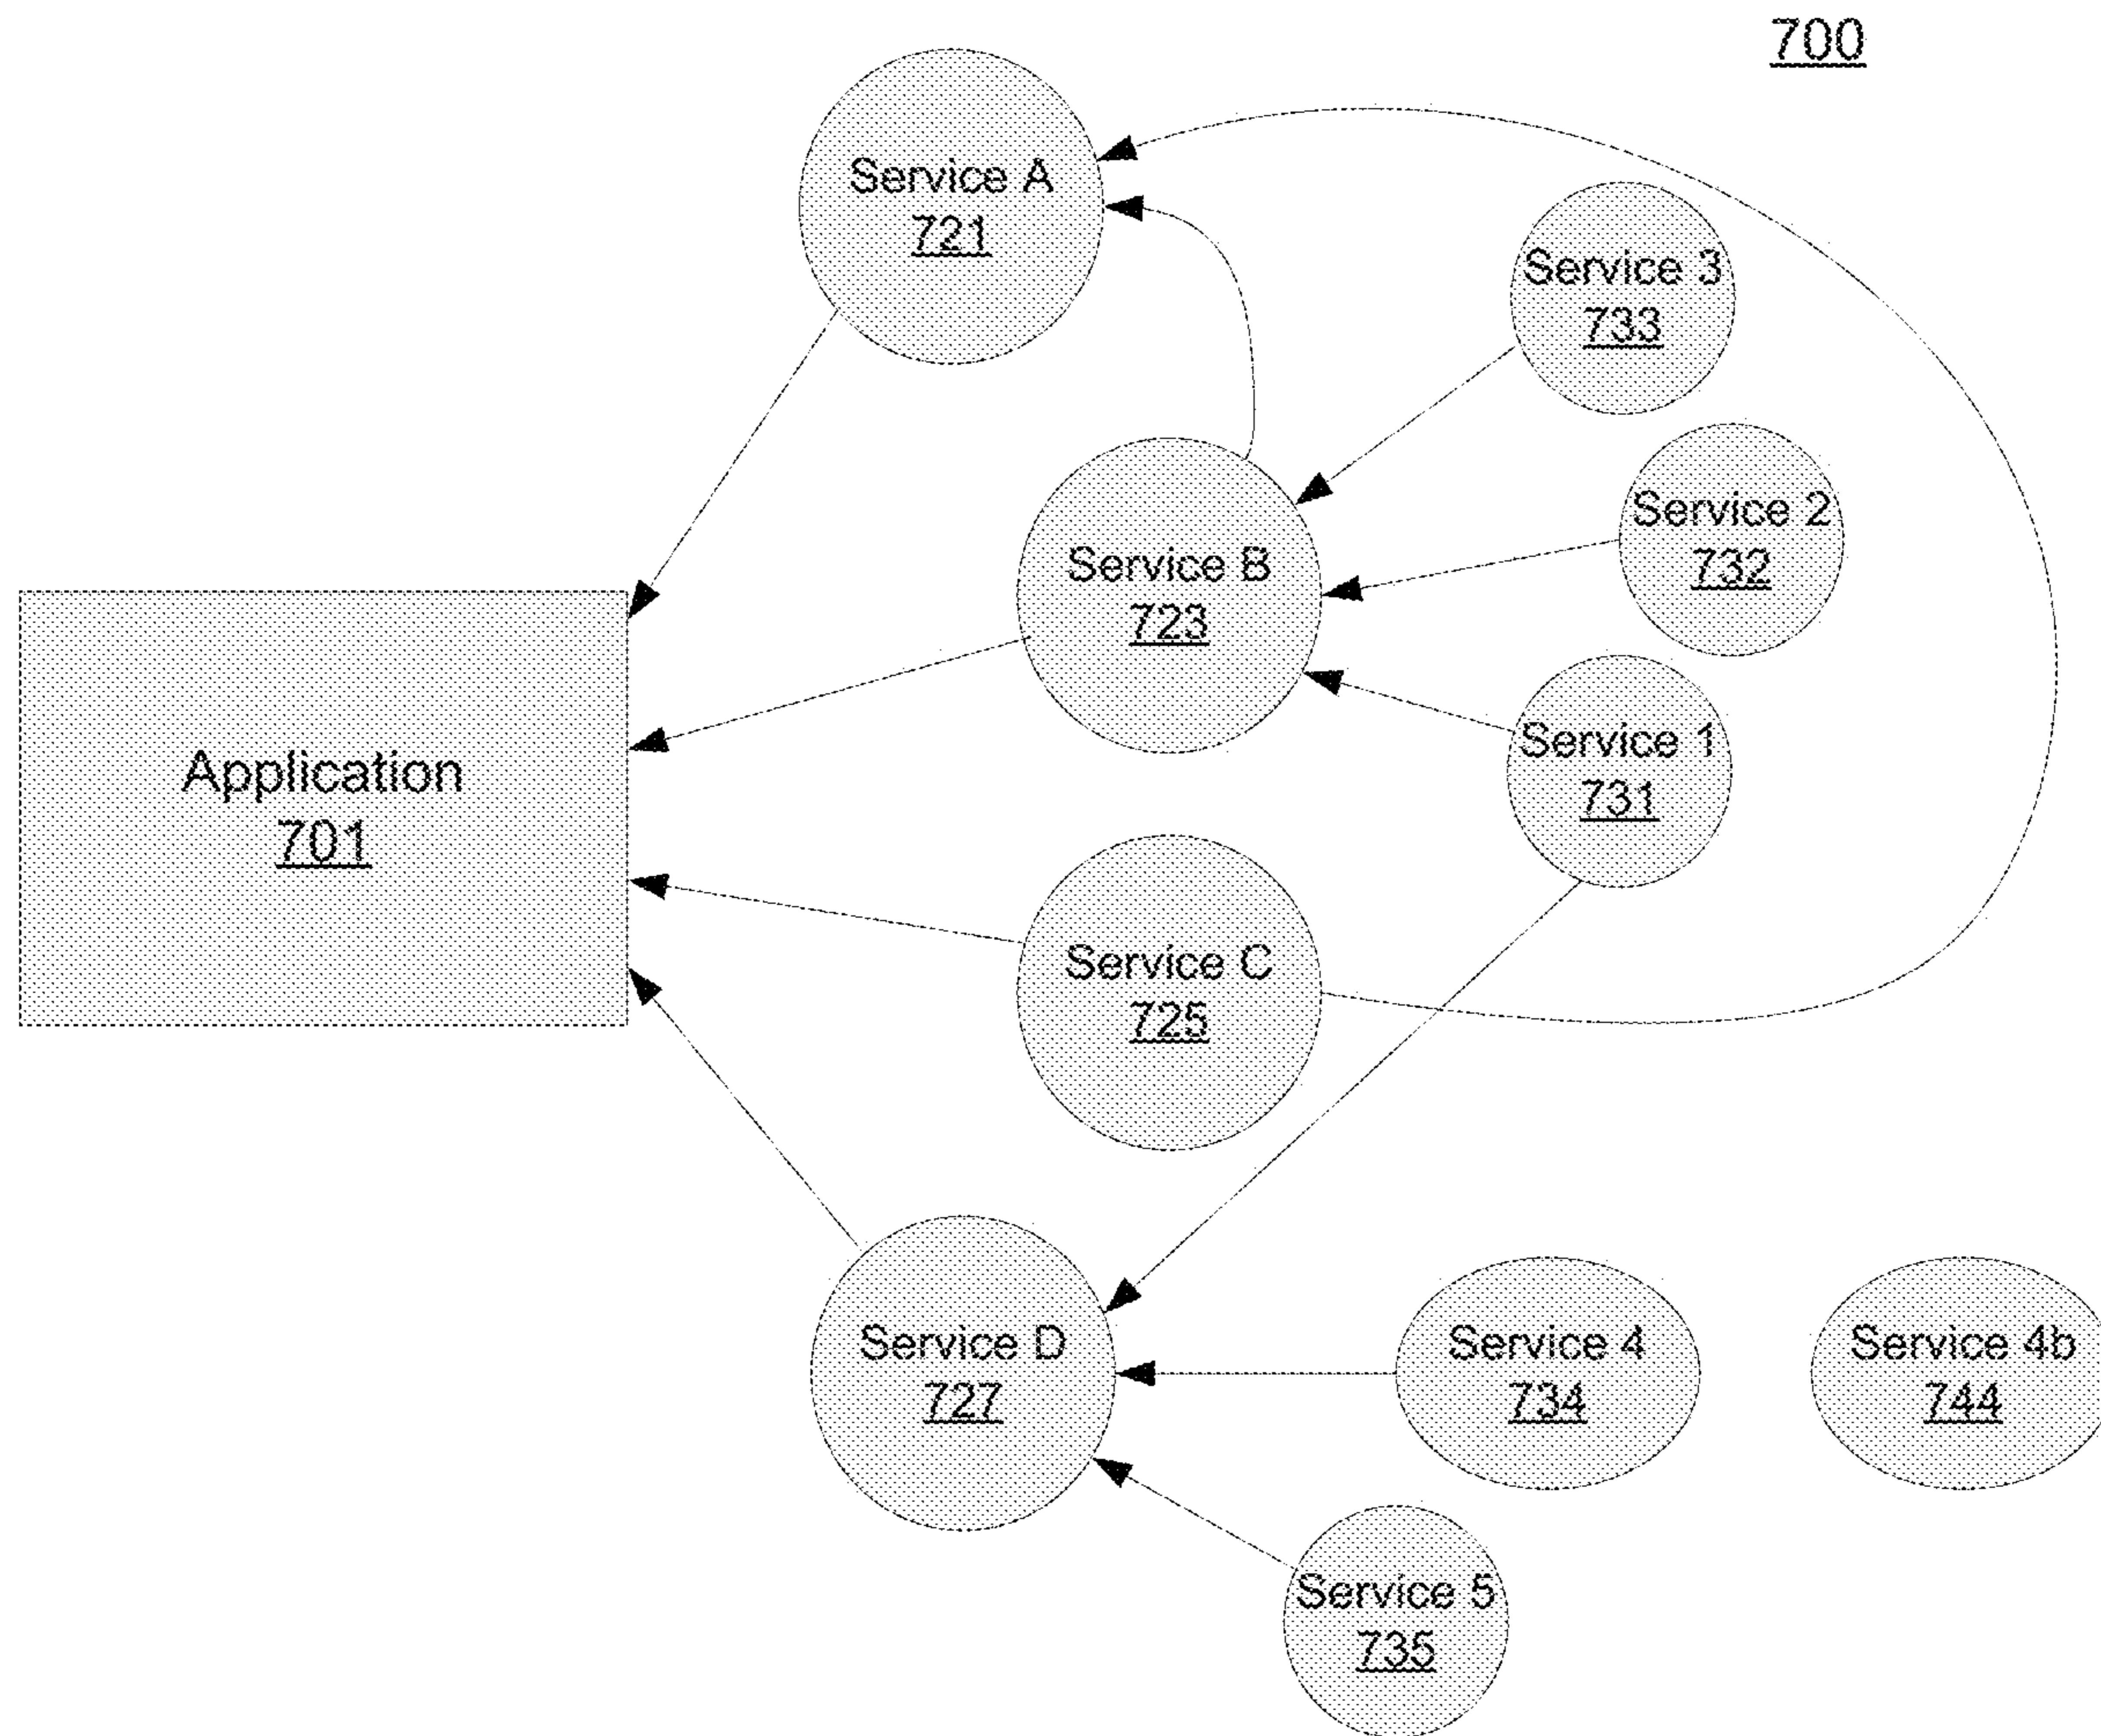 700
Service A
721
Service 3
733
Service 2
732
Service B
723
Service 1
731
Application
701
Service C
725
Service D
727
Service 4
734
Service 4b
744
Service 5
735